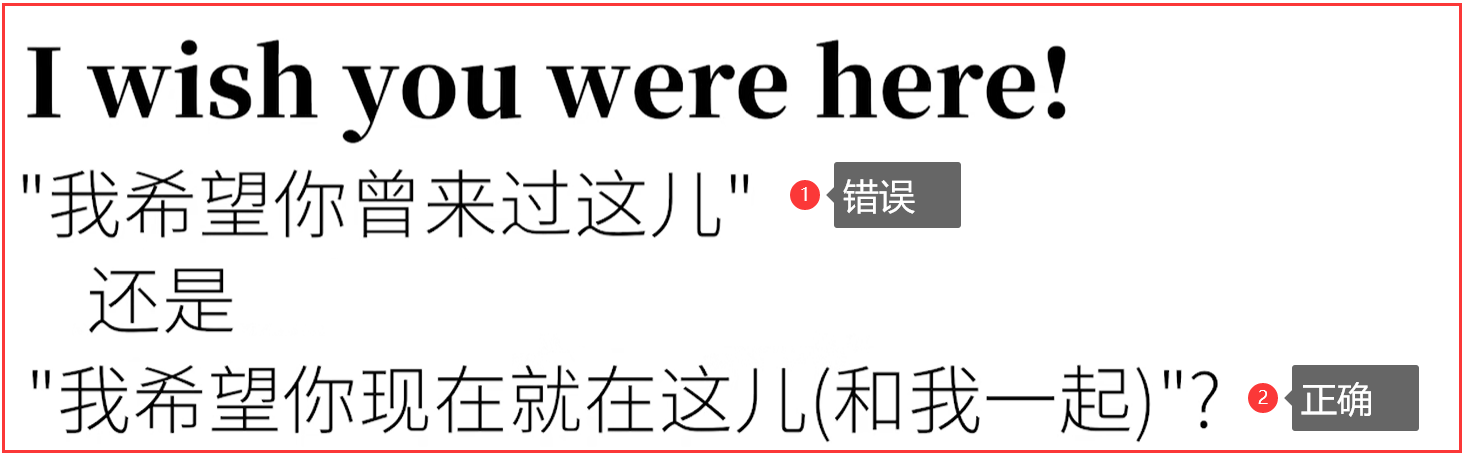 I wish you were here!
"我希望你曾来过这儿" 1 错误
还是
"我希望你现在就在这儿(和我一起)"? 2 正确